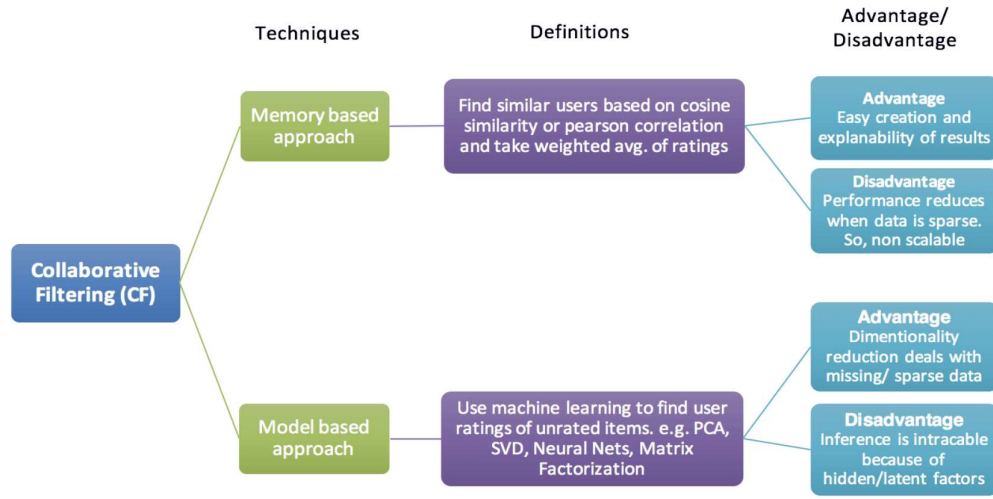 Techniques
Definitions
Advantage/
Disadvantage
Collaborative
Filtering (CF)
Memory based
approach
Find similar users based on cosine
similarity or pearson correlation
and take weighted avg. of ratings
Advantage
Easy creation and
explanability of results
Disadvantage
Performance reduces
when data is sparse.
So, non scalable
Model based
approach
Use machine learning to find user
ratings of unrated items. e.g. PCA,
SVD, Neural Nets, Matrix
Factorization
Advantage
Dimentionality
reduction deals with
missing/ sparse data
Disadvantage
Inference is intracable
because of
hidden/latent factors